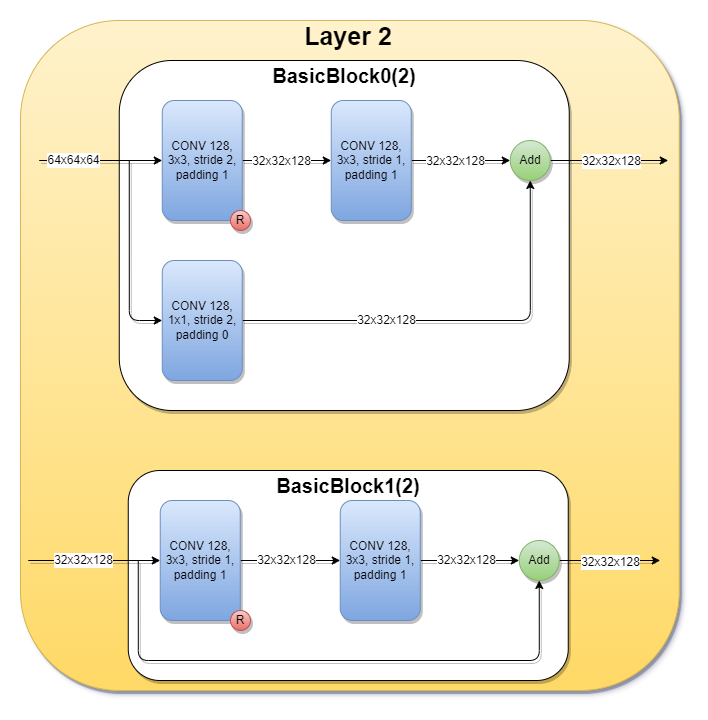 Layer 2
BasicBlock0(2)
CONV 128,
3x3, stride 2,
padding 1
CONV 128,
3x3, stride 1,
padding 1
64x64x64
32x32x128
32x32x128
Add
32x32x128
R
CONV 128,
1x1, stride 2,
padding 0
32x32x128
BasicBlock1(2)
CONV 128,
3x3, stride 1,
padding 1
CONV 128,
3x3, stride 1,
padding 1
32x32x128
32x32x128
32x32x128
Add
32x32x128
R